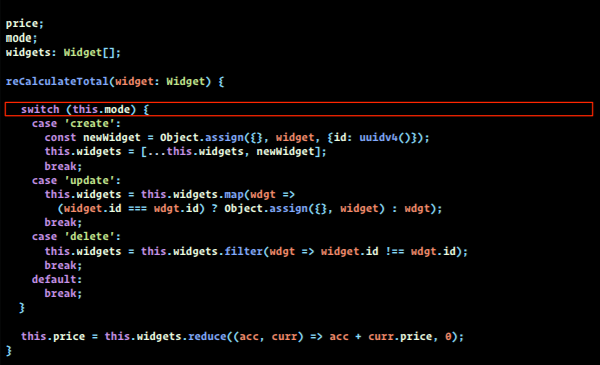 price;
mode;
widgets: Widget[];
reCalculateTotal(widget: Widget) {
switch (this.mode) {
case 'create':
const newWidget = Object.assign({}, widget, {id: uuidv4()});
this.widgets = [...this.widgets, newWidget];
break;
case 'update':
this.widgets = this.widgets.map(wdgt =>
(widget.id === wdgt.id) ? Object.assign({}, widget) : wdgt);
break;
case 'delete':
this.widgets = this.widgets.filter(wdgt => widget.id !== wdgt.id);
break;
default:
break;
}
this.price = this.widgets.reduce((acc, curr) => acc + curr.price, 0);
}